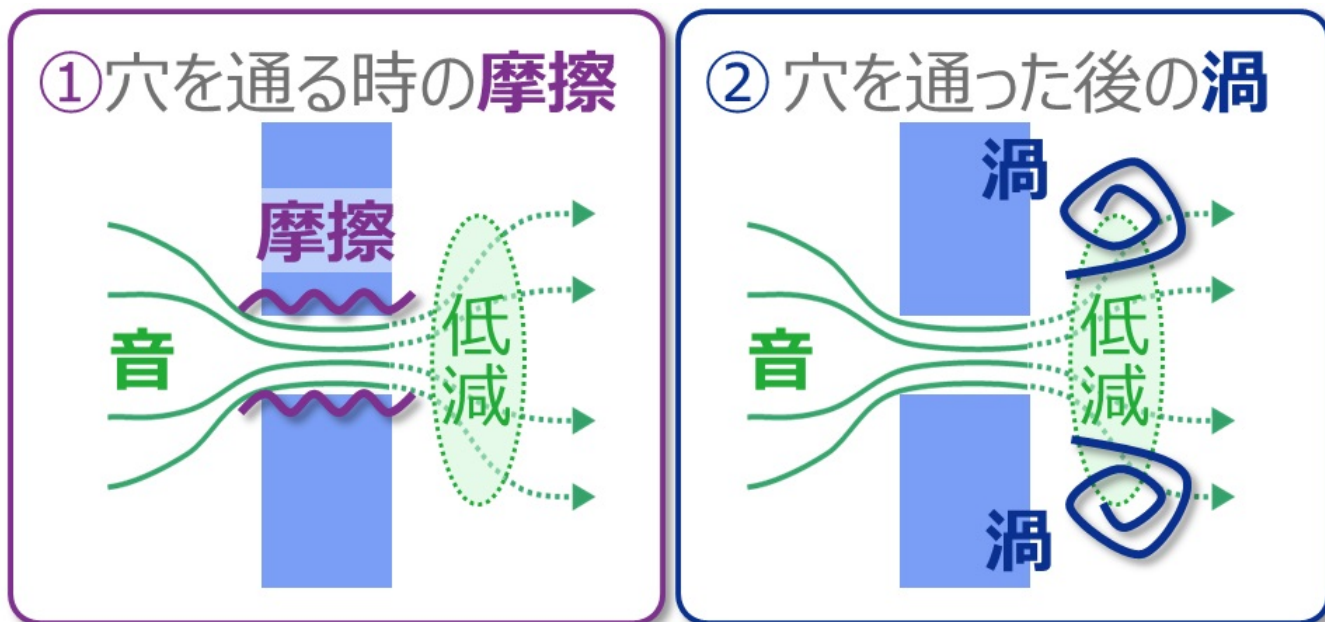 ①穴を通る時の摩擦
摩擦
音
低減
② 穴を通った後の渦
渦
音
低減
渦